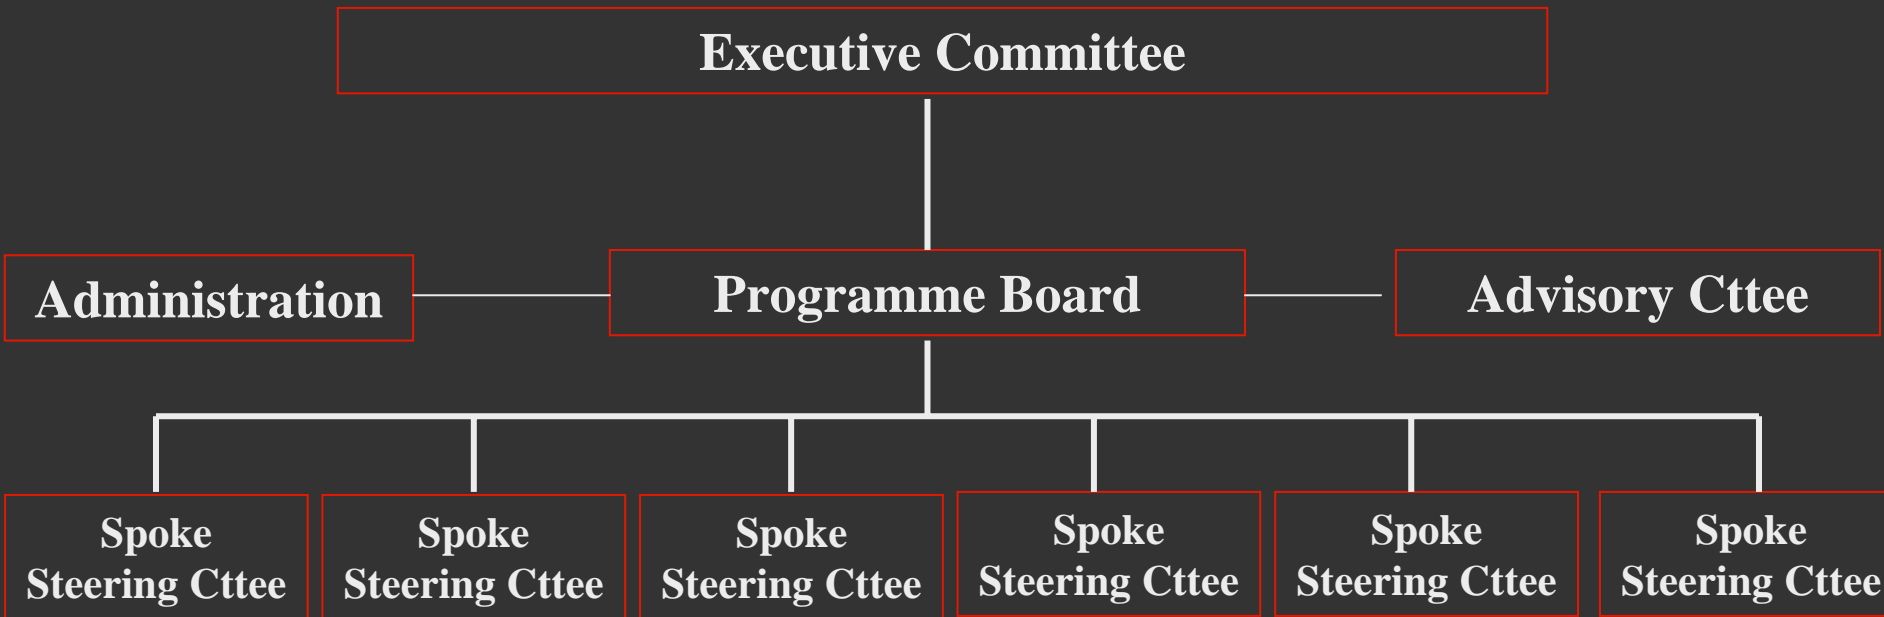 Executive Committee
Administration
Programme Board
Advisory Cttee
Spoke
Steering Cttee
Spoke
Steering Cttee
Spoke
Steering Cttee
Spoke
Steering Cttee
Spoke
Steering Cttee
Spoke
Steering Cttee